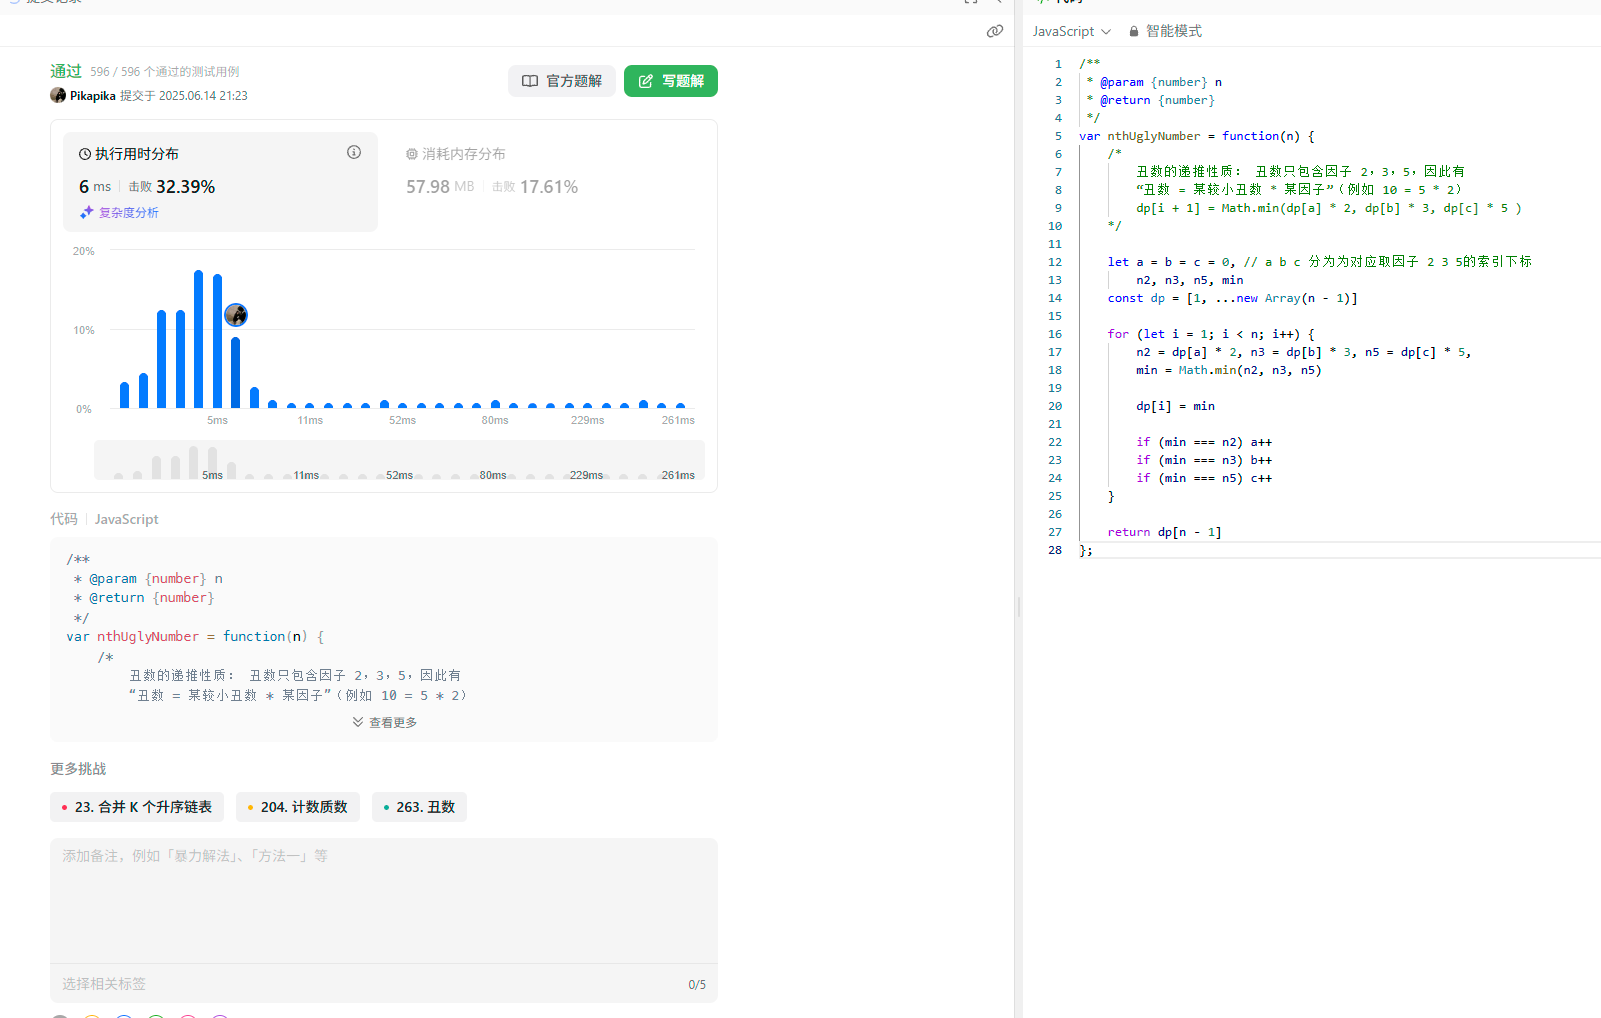 提交记录
代码
JavaScript 智能模式
通过 596 / 596 个通过的测试用例
官方题解 写题解
Pikapika 提交于 2025.06.14 21:23
执行用时分布
6 ms 击败 32.39%
复杂度分析
消耗内存分布
57.98 MB 击败 17.61%
20%
10%
0%
5ms 11ms 52ms 80ms 229ms 261ms
5ms 11ms 52ms 80ms 229ms 261ms
代码 JavaScript
/**
 * @param {number} n
 * @return {number}
 */
var nthUglyNumber = function(n) {
    /*
        丑数的递推性质： 丑数只包含因子 2，3，5，因此有
        “丑数 = 某较小丑数 * 某因子”（例如 10 = 5 * 2）
查看更多
更多挑战
23. 合并 K 个升序链表 204. 计数质数 263. 丑数
添加备注，例如「暴力解法」、「方法一」等
选择相关标签 0/5
1 /**
2  * @param {number} n
3  * @return {number}
4  */
5 var nthUglyNumber = function(n) {
6     /*
7         丑数的递推性质： 丑数只包含因子 2，3，5，因此有
8         “丑数 = 某较小丑数 * 某因子”（例如 10 = 5 * 2）
9         dp[i + 1] = Math.min(dp[a] * 2, dp[b] * 3, dp[c] * 5 )
10     */
11
12     let a = b = c = 0, // a b c 分为为对应取因子 2 3 5的索引下标
13         n2, n3, n5, min
14     const dp = [1, ...new Array(n - 1)]
15
16     for (let i = 1; i < n; i++) {
17         n2 = dp[a] * 2, n3 = dp[b] * 3, n5 = dp[c] * 5,
18         min = Math.min(n2, n3, n5)
19
20         dp[i] = min
21
22         if (min === n2) a++
23         if (min === n3) b++
24         if (min === n5) c++
25     }
26
27     return dp[n - 1]
28 };